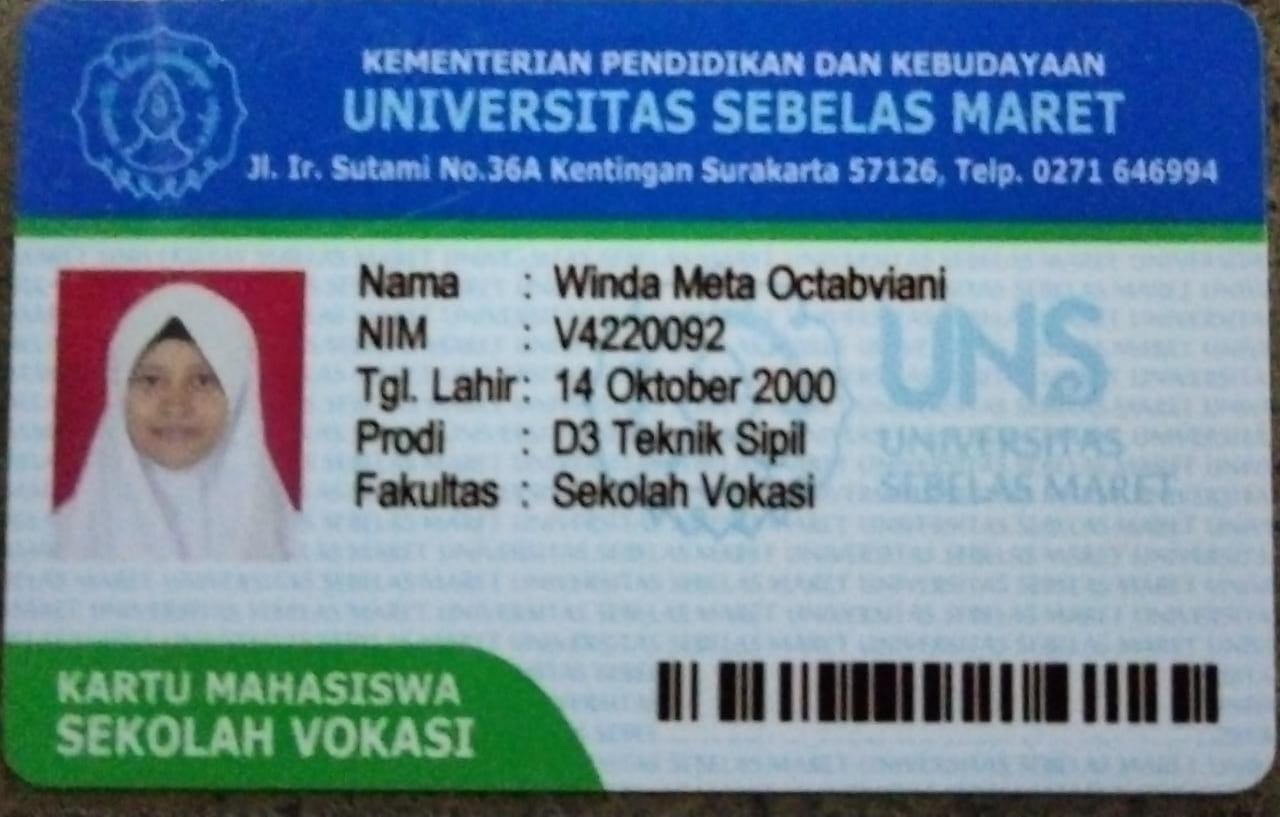 KEMENTERIAN PENDIDIKAN DAN KEBUDAYAAN
UNIVERSITAS SEBELAS MARET
Jl. Ir. Sutami No.36A Kentingan Surakarta 57126, Telp. 0271 646994
Nama : Winda Meta Octabviani
NIM : V4220092
Tgl. Lahir : 14 Oktober 2000
Prodi : D3 Teknik Sipil
Fakultas : Sekolah Vokasi
UNS
UNIVERSITAS
SEBELAS MARET
KARTU MAHASISWA
SEKOLAH VOKASI